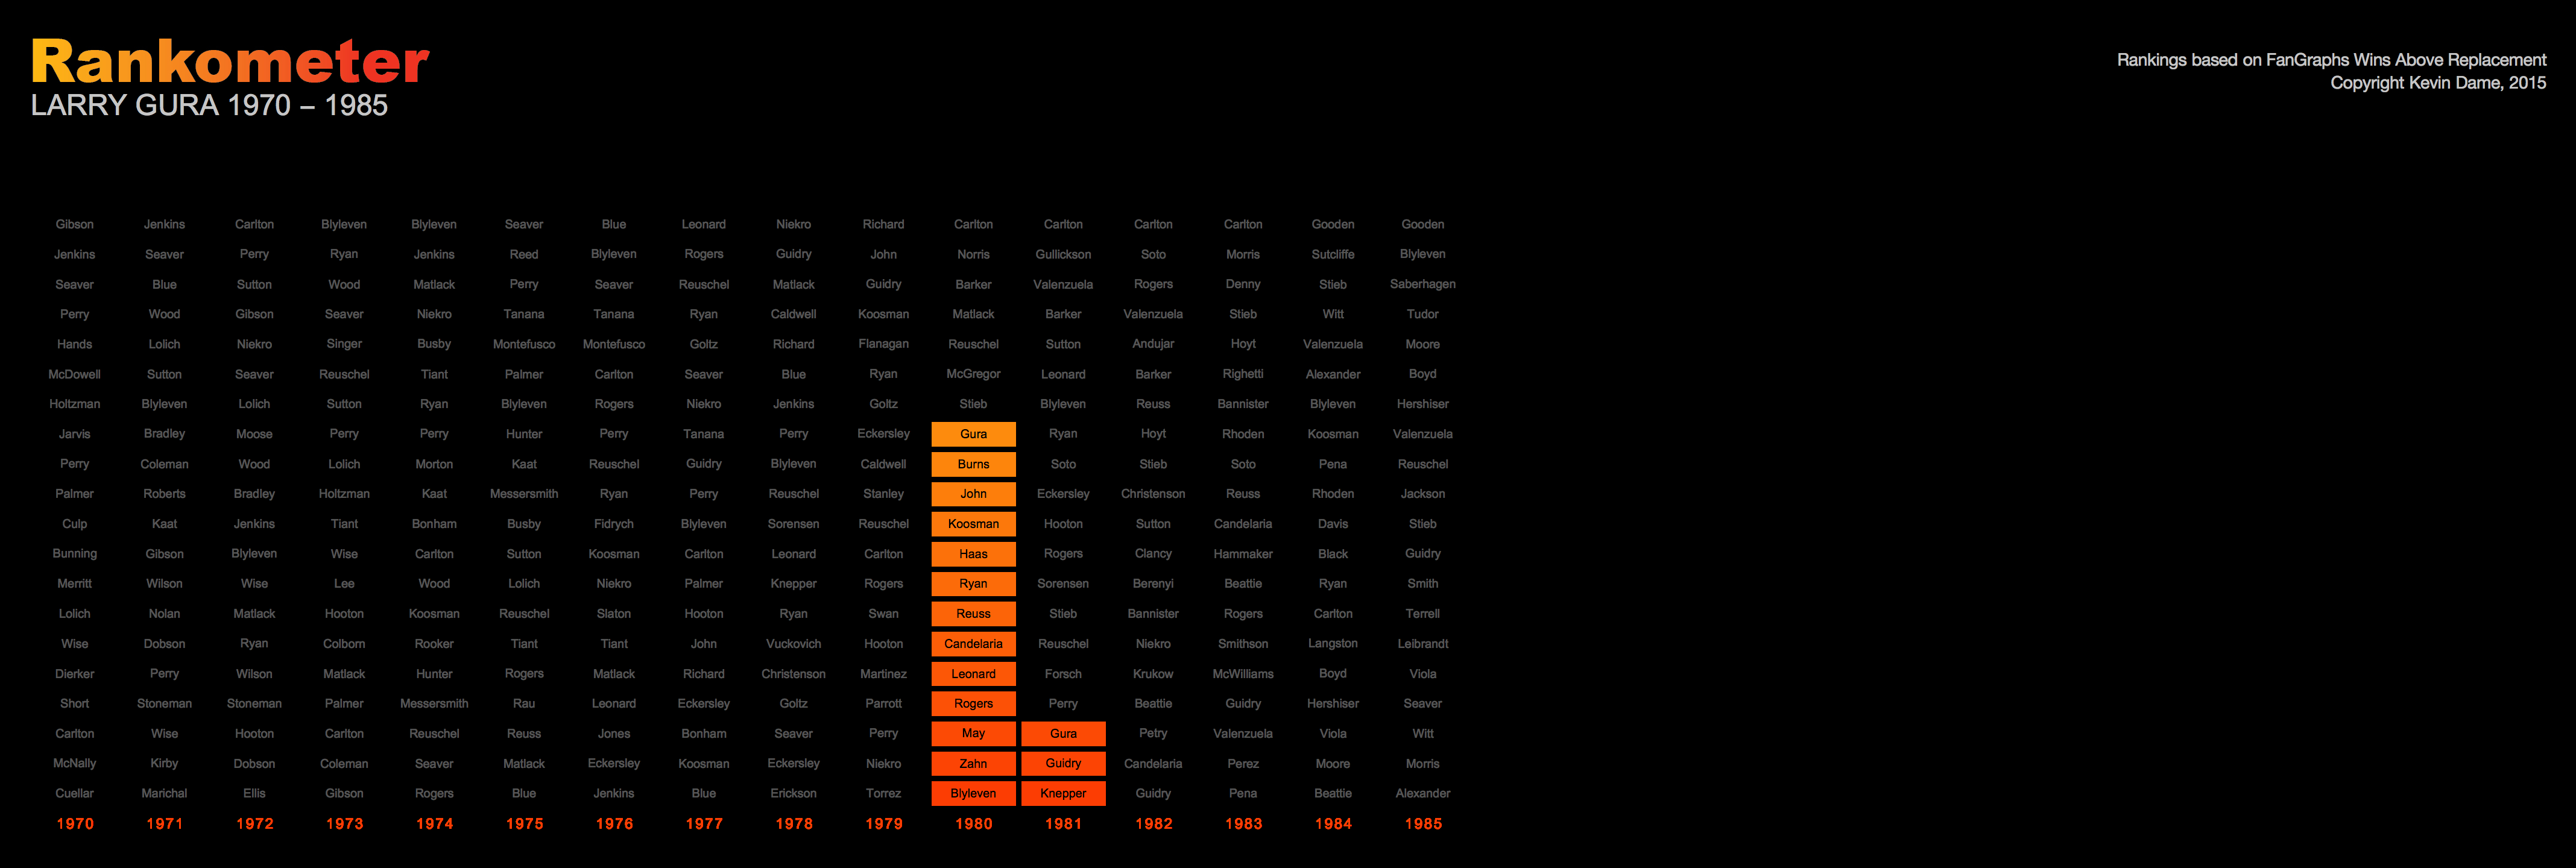 Rankometer
LARRY GURA 1970 – 1985
Rankings based on FanGraphs Wins Above Replacement
Copyright Kevin Dame, 2015
Gibson Jenkins Carlton Blyleven Blyleven Seaver Blue Leonard Niekro Richard Carlton Carlton Carlton Carlton Gooden Gooden
Jenkins Seaver Perry Ryan Jenkins Reed Blyleven Rogers Guidry John Norris Gullickson Soto Morris Sutcliffe Blyleven
Seaver Blue Sutton Wood Matlack Perry Seaver Reuschel Matlack Guidry Barker Valenzuela Rogers Denny Stieb Saberhagen
Perry Wood Gibson Seaver Niekro Tanana Tanana Ryan Caldwell Koosman Matlack Barker Valenzuela Stieb Witt Tudor
Hands Lolich Niekro Singer Busby Montefusco Montefusco Goltz Richard Flanagan Reuschel Sutton Andujar Hoyt Valenzuela Moore
McDowell Sutton Seaver Reuschel Tiant Palmer Carlton Seaver Blue Ryan McGregor Leonard Barker Righetti Alexander Boyd
Holtzman Blyleven Lolich Sutton Ryan Blyleven Rogers Niekro Jenkins Goltz Stieb Blyleven Reuss Bannister Blyleven Hershiser
Jarvis Bradley Moose Perry Perry Hunter Perry Tanana Perry Eckersley Gura Ryan Hoyt Rhoden Koosman Valenzuela
Perry Coleman Wood Lolich Morton Kaat Reuschel Guidry Blyleven Caldwell Burns Soto Stieb Soto Pena Reuschel
Palmer Roberts Bradley Holtzman Kaat Messersmith Ryan Perry Reuschel Stanley John Eckersley Christenson Reuss Rhoden Jackson
Culp Kaat Jenkins Tiant Bonham Busby Fidrych Blyleven Sorensen Reuschel Koosman Hooton Sutton Candelaria Davis Stieb
Bunning Gibson Blyleven Wise Carlton Sutton Koosman Carlton Leonard Carlton Haas Rogers Clancy Hammaker Black Guidry
Merritt Wilson Wise Lee Wood Lolich Niekro Palmer Knepper Rogers Ryan Sorensen Berenyi Beattie Ryan Smith
Lolich Nolan Matlack Hooton Koosman Reuschel Slaton Hooton Ryan Swan Reuss Stieb Bannister Rogers Carlton Terrell
Wise Dobson Ryan Colborn Rooker Tiant Tiant John Vuckovich Hooton Candelaria Reuschel Niekro Smithson Langston Leibrandt
Dierker Perry Wilson Matlack Hunter Rogers Matlack Richard Christenson Martinez Leonard Forsch Krukow McWilliams Boyd Viola
Short Stoneman Stoneman Palmer Messersmith Rau Leonard Eckersley Goltz Parrott Rogers Perry Beattie Guidry Hershiser Seaver
Carlton Wise Hooton Carlton Reuschel Reuss Jones Bonham Seaver Perry May Gura Petry Valenzuela Viola Witt
McNally Kirby Dobson Coleman Seaver Matlack Eckersley Koosman Eckersley Niekro Zahn Guidry Candelaria Perez Moore Morris
Cuellar Marichal Ellis Gibson Rogers Blue Jenkins Blue Erickson Torrez Blyleven Knepper Guidry Pena Beattie Alexander
1970 1971 1972 1973 1974 1975 1976 1977 1978 1979 1980 1981 1982 1983 1984 1985